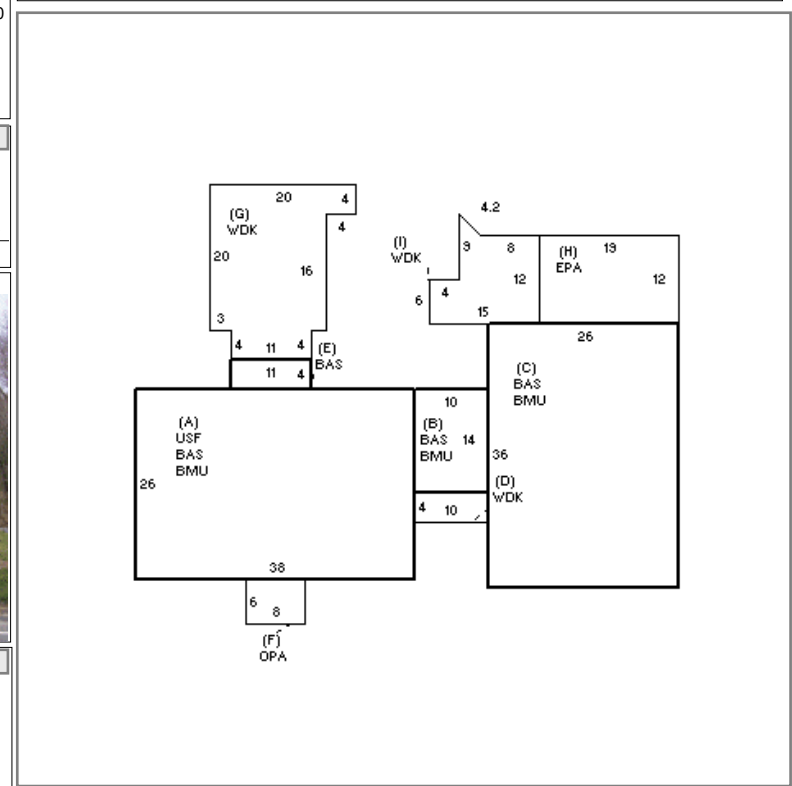 20
4
(G)
WDK
4
20
16
3
4 11 4
(E)
BAS
11 4
4.2
(I)
WDK
9 8
(H)
EPA
19
12
12
6
4
15
26
(C)
BAS
BMU
36
(A)
USF
BAS
BMU
26
38
10
(B)
BAS
BMU
14
(D)
WDK
4 10
6
8
(F)
OPA